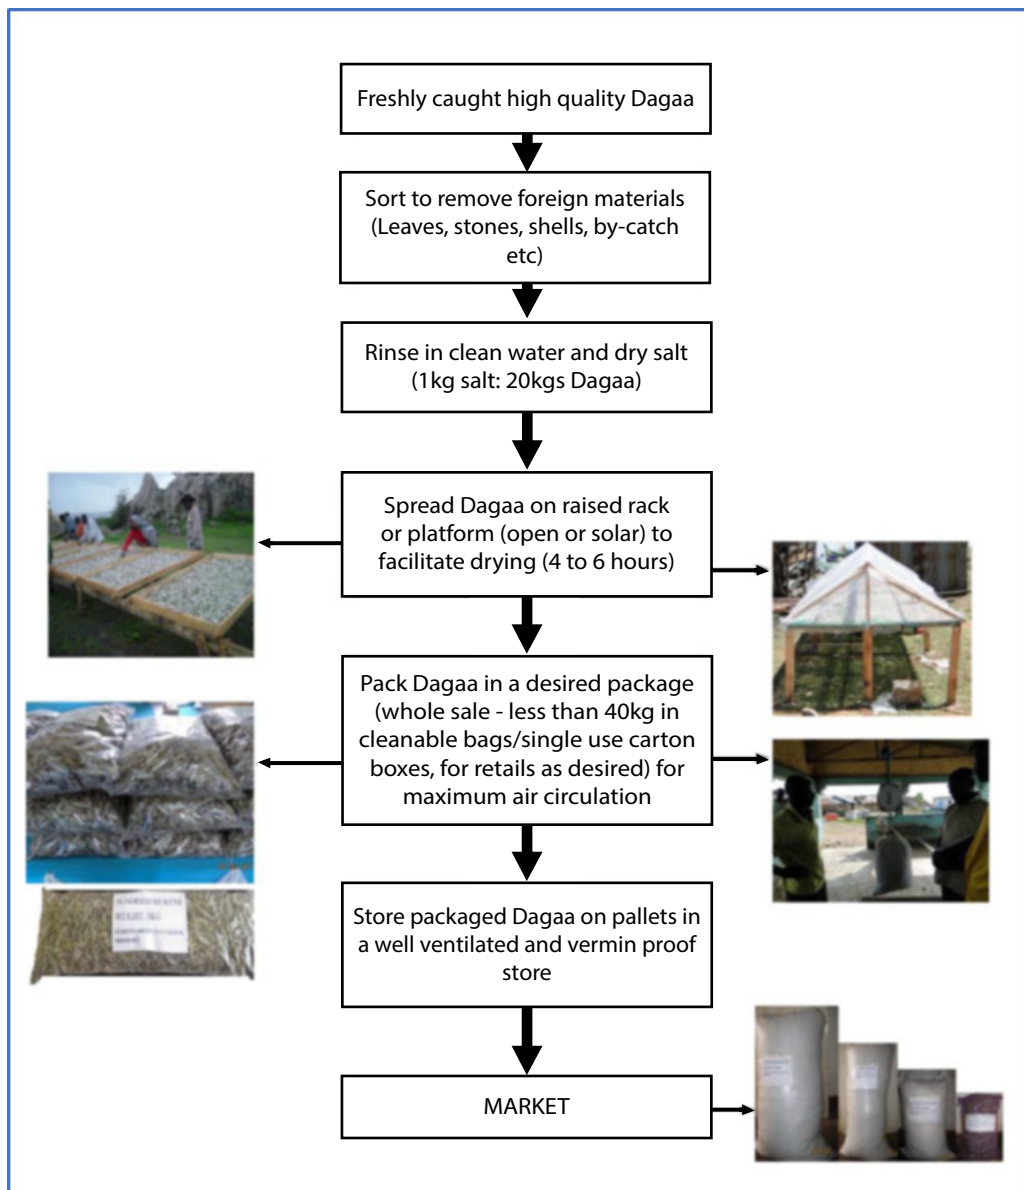 Freshly caught high quality Dagaa
Sort to remove foreign materials
(Leaves, stones, shells, by-catch
etc)
Rinse in clean water and dry salt
(1kg salt: 20kgs Dagaa)
Spread Dagaa on raised rack
or platform (open or solar) to
facilitate drying (4 to 6 hours)
Pack Dagaa in a desired package
(whole sale - less than 40kg in
cleanable bags/single use carton
boxes, for retails as desired) for
maximum air circulation
Store packaged Dagaa on pallets in
a well ventilated and vermin proof
store
MARKET